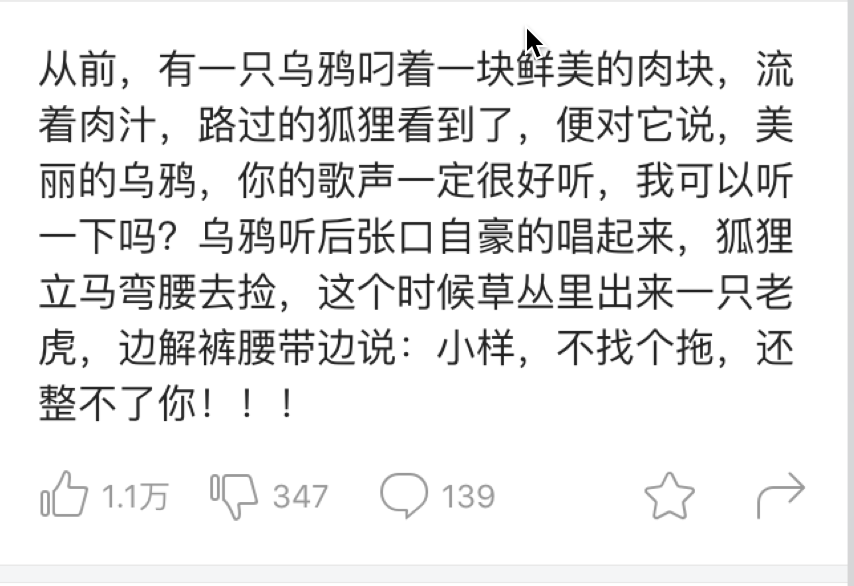 从前，有一只乌鸦叼着一块鲜美的肉块，流
着肉汁，路过的狐狸看到了，便对它说，美
丽的乌鸦，你的歌声一定很好听，我可以听
一下吗？乌鸦听后张口自豪的唱起来，狐狸
立马弯腰去捡，这个时候草丛里出来一只老
虎，边解裤腰带边说：小样，不找个拖，还
整不了你！！！
1.1万 347 139